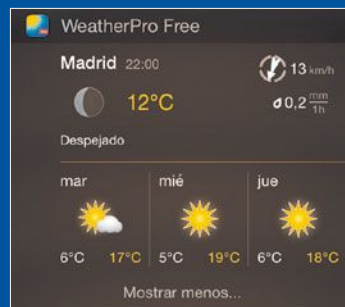 WeatherPro Free
Madrid 22:00
13 km/h
12°C
0,2 mm
1h
Despejado
mar mié jue
6°C 17°C 5°C 19°C 6°C 18°C
Mostrar menos...